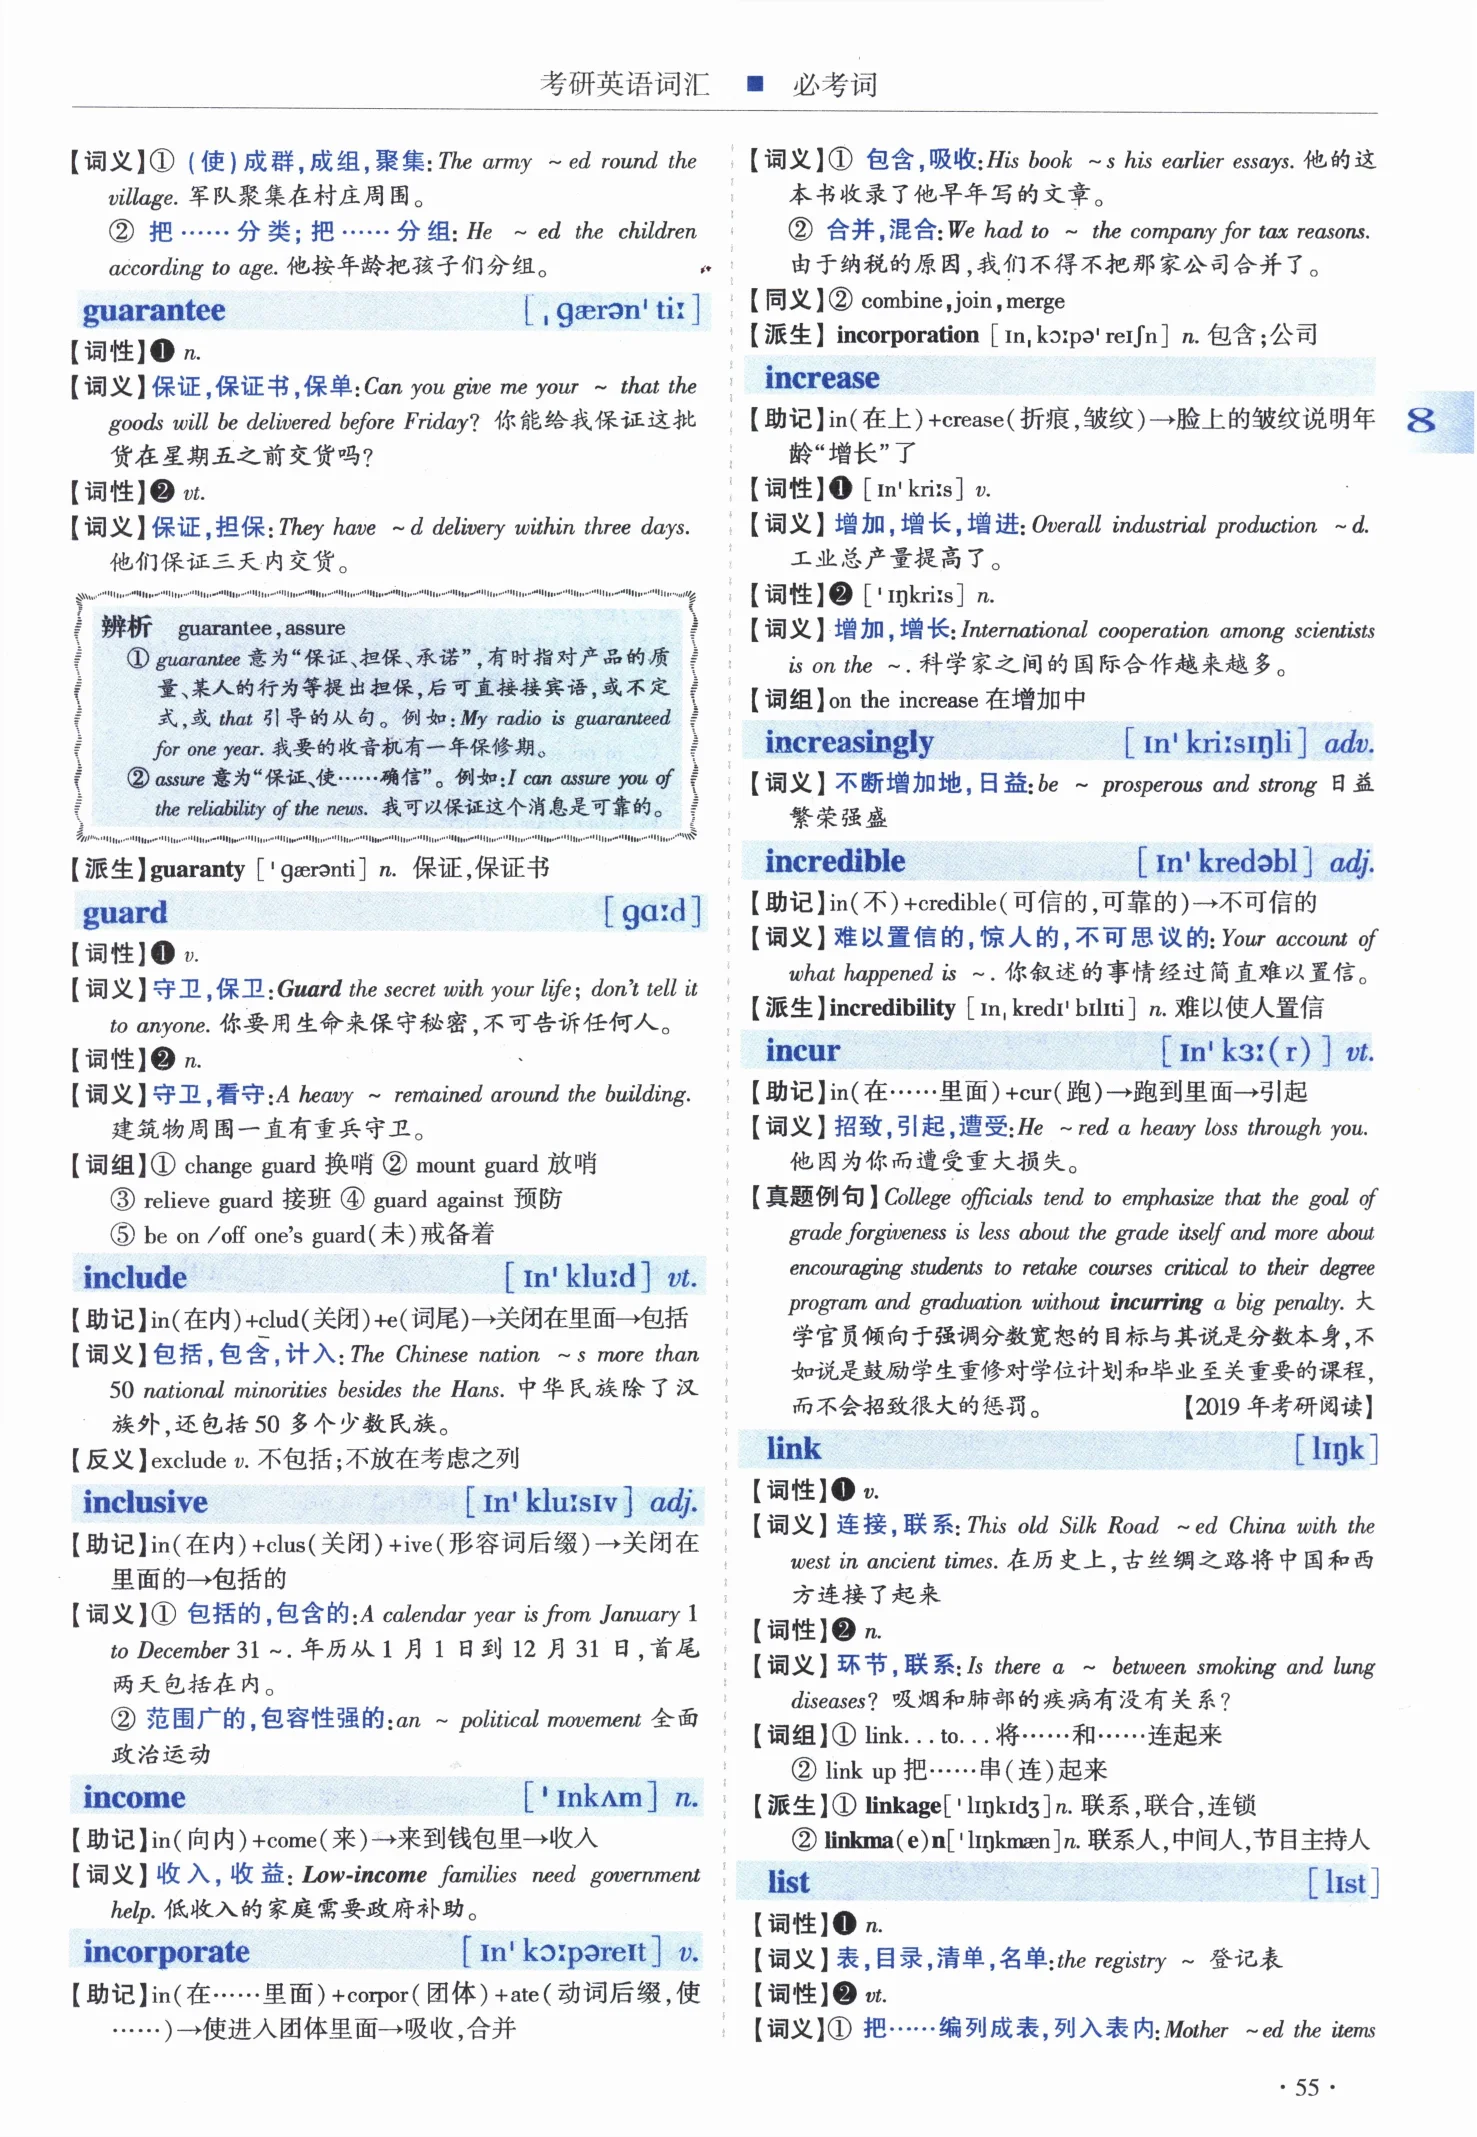 考研英语词汇 ■ 必考词
【词义】①(使)成群,成组,聚集:The army ~ed round the
village. 军队聚集在村庄周围。
② 把……分类;把……分组: He ~ed the children
according to age. 他按年龄把孩子们分组。
guarantee [ˌɡærən'tiː]
【词性】❶ n.
【词义】保证,保证书,保单:Can you give me your ~ that the
goods will be delivered before Friday? 你能给我保证这批
货在星期五之前交货吗?
【词性】❷ vt.
【词义】保证,担保:They have ~d delivery within three days.
他们保证三天内交货。
辨析 guarantee,assure
① guarantee 意为“保证、担保、承诺”,有时指对产品的质
量、某人的行为等提出担保,后可直接接宾语,或不定
式,或 that 引导的从句。例如:My radio is guaranteed
for one year. 我要的收音机有一年保修期。
② assure 意为“保证、使……确信”。例如:I can assure you of
the reliability of the news. 我可以保证这个消息是可靠的。
【派生】guaranty ['ɡærənti] n. 保证,保证书
guard [ɡɑːd]
【词性】❶ v.
【词义】守卫,保卫:Guard the secret with your life; don't tell it
to anyone. 你要用生命来保守秘密,不可告诉任何人。
【词性】❷ n.
【词义】守卫,看守:A heavy ~ remained around the building.
建筑物周围一直有重兵守卫。
【词组】① change guard 换哨 ② mount guard 放哨
③ relieve guard 接班 ④ guard against 预防
⑤ be on /off one's guard(未)戒备着
include [ɪn'kluːd] vt.
【助记】in(在内)+clud(关闭)+e(词尾)→关闭在里面→包括
【词义】包括,包含,计入:The Chinese nation ~s more than
50 national minorities besides the Hans. 中华民族除了汉
族外,还包括50多个少数民族。
【反义】exclude v. 不包括;不放在考虑之列
inclusive [ɪn'kluːsɪv] adj.
【助记】in(在内)+clus(关闭)+ive(形容词后缀)→关闭在
里面的→包括的
【词义】① 包括的,包含的:A calendar year is from January 1
to December 31 ~. 年历从1月1日到12月31日,首尾
两天包括在内。
② 范围广的,包容性强的:an ~ political movement 全面
政治运动
income ['ɪnkʌm] n.
【助记】in(向内)+come(来)→来到钱包里→收入
【词义】收入,收益: Low-income families need government
help. 低收入的家庭需要政府补助。
incorporate [ɪn'kɔːpəreɪt] v.
【助记】in(在……里面)+corpor(团体)+ate(动词后缀,使
……)→使进入团体里面→吸收,合并
【词义】① 包含,吸收:His book ~s his earlier essays. 他的这
本书收录了他早年写的文章。
② 合并,混合:We had to ~ the company for tax reasons.
由于纳税的原因,我们不得不把那家公司合并了。
【同义】② combine,join,merge
【派生】incorporation [ɪnˌkɔːpə'reɪʃn] n. 包含;公司
increase
【助记】in(在上)+crease(折痕,皱纹)→脸上的皱纹说明年
龄“增长”了
【词性】❶ [ɪn'kriːs] v.
【词义】增加,增长,增进: Overall industrial production ~d.
工业总产量提高了。
【词性】❷ ['ɪŋkriːs] n.
【词义】增加,增长:International cooperation among scientists
is on the ~. 科学家之间的国际合作越来越多。
【词组】on the increase 在增加中
increasingly [ɪn'kriːsɪŋli] adv.
【词义】不断增加地,日益:be ~ prosperous and strong 日益
繁荣强盛
incredible [ɪn'kredəbl] adj.
【助记】in(不)+credible(可信的,可靠的)→不可信的
【词义】难以置信的,惊人的,不可思议的: Your account of
what happened is ~. 你叙述的事情经过简直难以置信。
【派生】incredibility [ɪnˌkredɪ'bɪlɪti] n. 难以使人置信
incur [ɪn'kɜː(r)] vt.
【助记】in(在……里面)+cur(跑)→跑到里面→引起
【词义】招致,引起,遭受:He ~red a heavy loss through you.
他因为你而遭受重大损失。
【真题例句】College officials tend to emphasize that the goal of
grade forgiveness is less about the grade itself and more about
encouraging students to retake courses critical to their degree
program and graduation without incurring a big penalty. 大
学官员倾向于强调分数宽恕的目标与其说是分数本身,不
如说是鼓励学生重修对学位计划和毕业至关重要的课程,
而不会招致很大的惩罚。 【2019年考研阅读】
link [lɪŋk]
【词性】❶ v.
【词义】连接,联系: This old Silk Road ~ed China with the
west in ancient times. 在历史上,古丝绸之路将中国和西
方连接了起来
【词性】❷ n.
【词义】环节,联系: Is there a ~ between smoking and lung
diseases? 吸烟和肺部的疾病有没有关系?
【词组】① link...to...将……和……连起来
② link up 把……串(连)起来
【派生】① linkage['lɪŋkɪdʒ]n. 联系,联合,连锁
② linkma(e)n['lɪŋkmæn]n. 联系人,中间人,节目主持人
list [lɪst]
【词性】❶ n.
【词义】表,目录,清单,名单:the registry ~ 登记表
【词性】❷ vt.
【词义】① 把……编列成表,列入表内: Mother ~ed the items
8
·55·